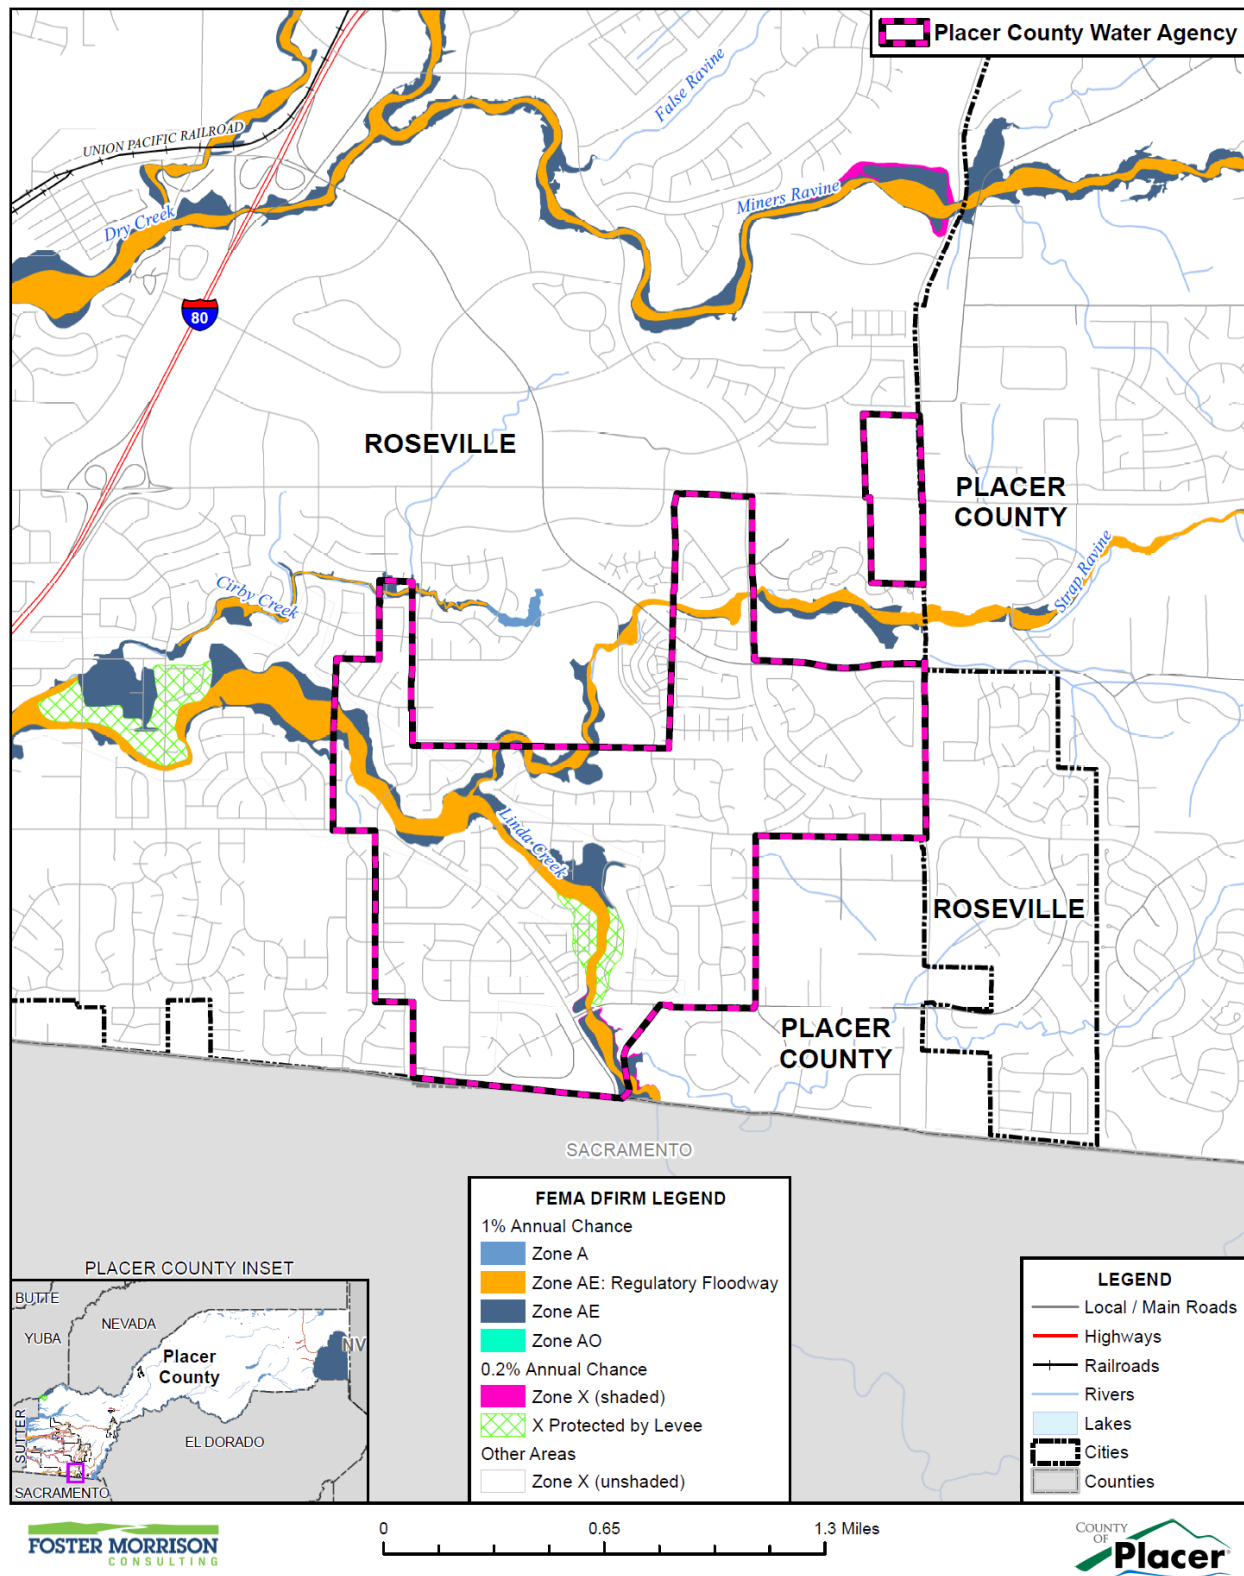 Placer County Water Agency
False Ravine
UNION PACIFIC RAILROAD
Miners Ravine
Dry Creek
80
ROSEVILLE
PLACER
COUNTY
Strap Ravine
Cirby Creek
Linda Creek
ROSEVILLE
PLACER
COUNTY
SACRAMENTO
FEMA DFIRM LEGEND
1% Annual Chance
Zone A
Zone AE: Regulatory Floodway
Zone AE
Zone AO
0.2% Annual Chance
Zone X (shaded)
X Protected by Levee
Other Areas
Zone X (unshaded)
PLACER COUNTY INSET
BUTTE
YUBA
NEVADA
NV
Placer
County
SUTTER
EL DORADO
SACRAMENTO
LEGEND
Local / Main Roads
Highways
Railroads
Rivers
Lakes
Cities
Counties
FOSTER MORRISON
CONSULTING
0 0.65 1.3 Miles
COUNTY
OF
Placer